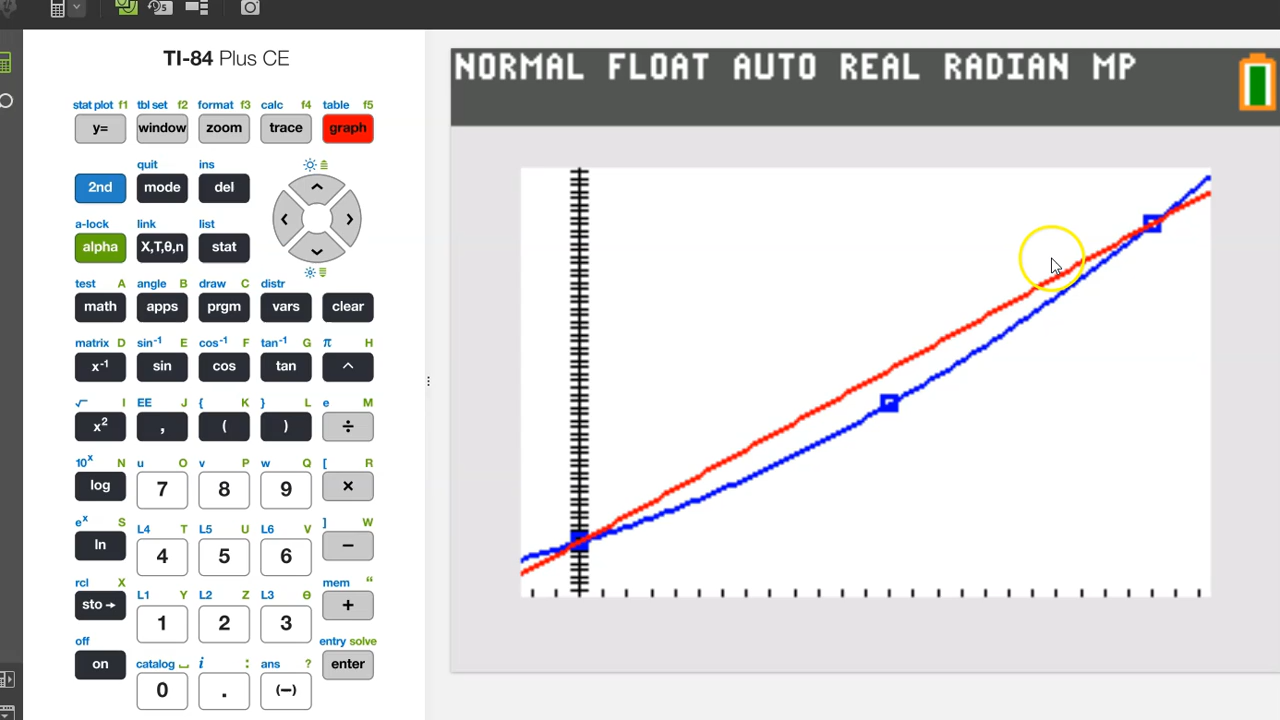 TI-84 Plus CE
NORMAL FLOAT AUTO REAL RADIAN MP
stat plot f1 tbl set f2 format f3 calc f4 table f5
y= window zoom trace graph
quit ins
2nd mode del
a-lock link list
alpha X,T,θ,n stat
test A angle B draw C distr
math apps prgm vars clear
matrix D sin⁻¹ E cos⁻¹ F tan⁻¹ G π H
x⁻¹ sin cos tan ^
√ I EE J { K } L e M
x² , ( ) ÷
10ˣ N u O v P w Q [ R
log 7 8 9 ×
eˣ S L4 T L5 U L6 V ] W
ln 4 5 6 −
rcl X L1 Y L2 Z L3 θ mem “
sto→ 1 2 3 +
off catalog ⎵ i : ans ? entry solve
on 0 . (−) enter